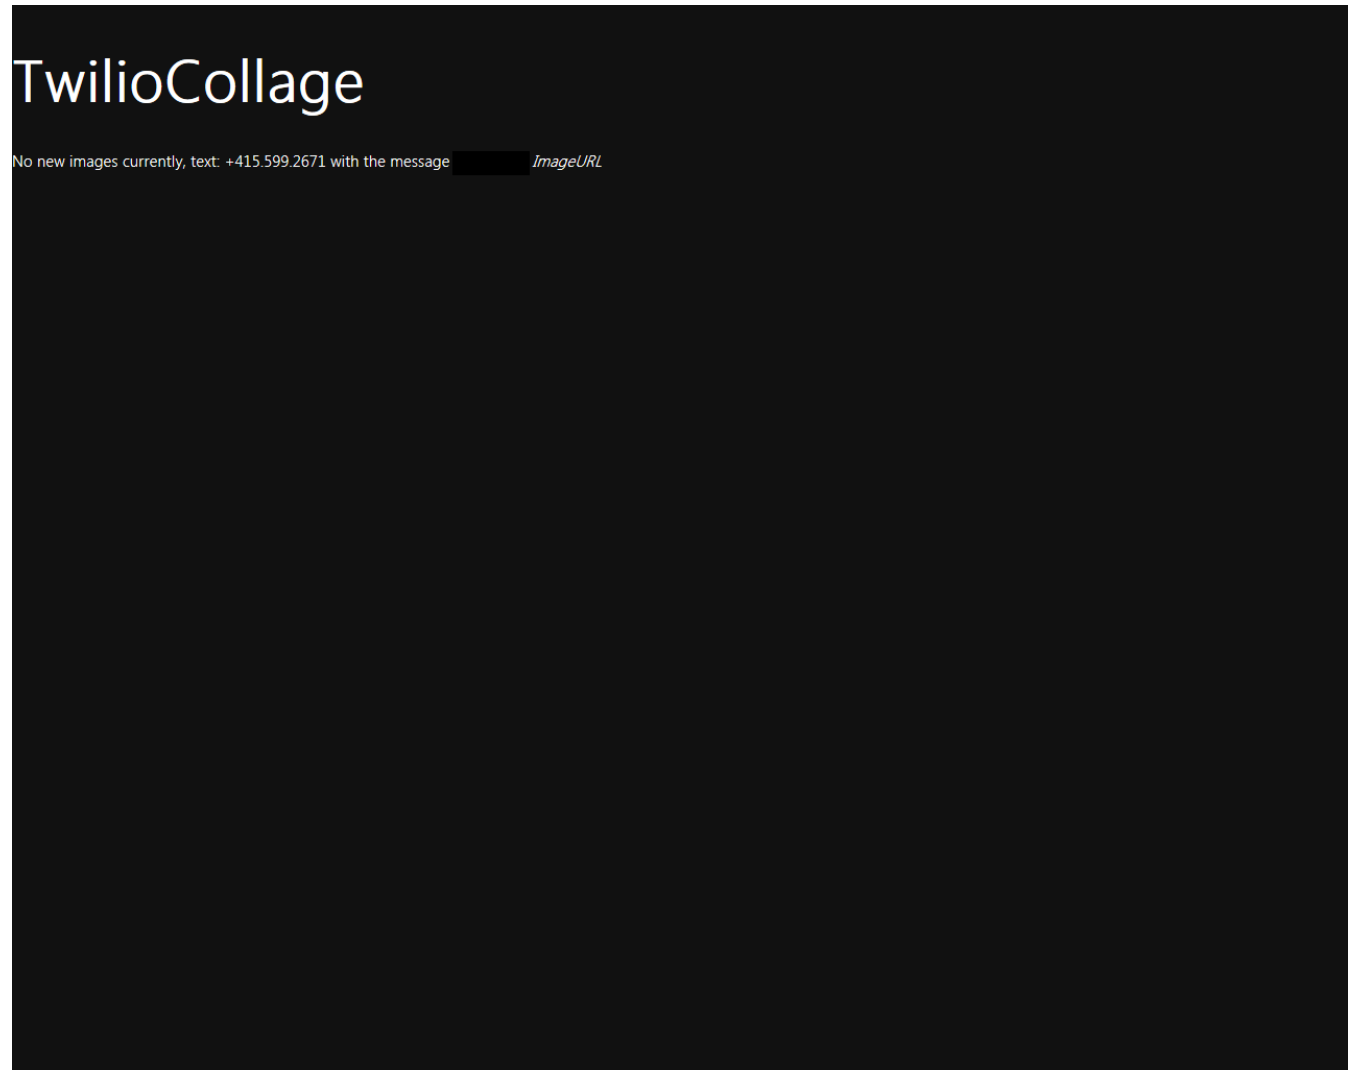 TwilioCollage
No new images currently, text: +415.599.2671 with the message ImageURL